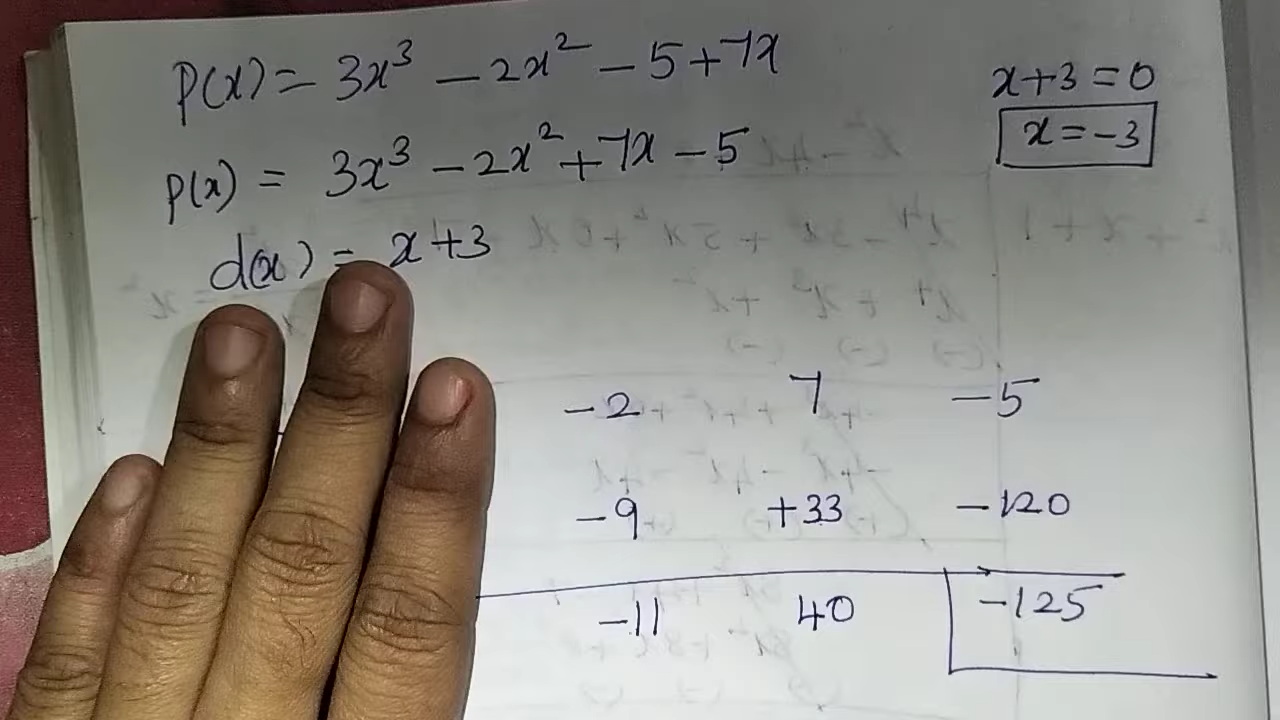 P(x) = 3x³ - 2x² - 5 + 7x
x + 3 = 0
x = -3
P(x) = 3x³ - 2x² + 7x - 5
d(x) = x + 3
-2 7 -5
-9 +33 -120
-11 40 -125